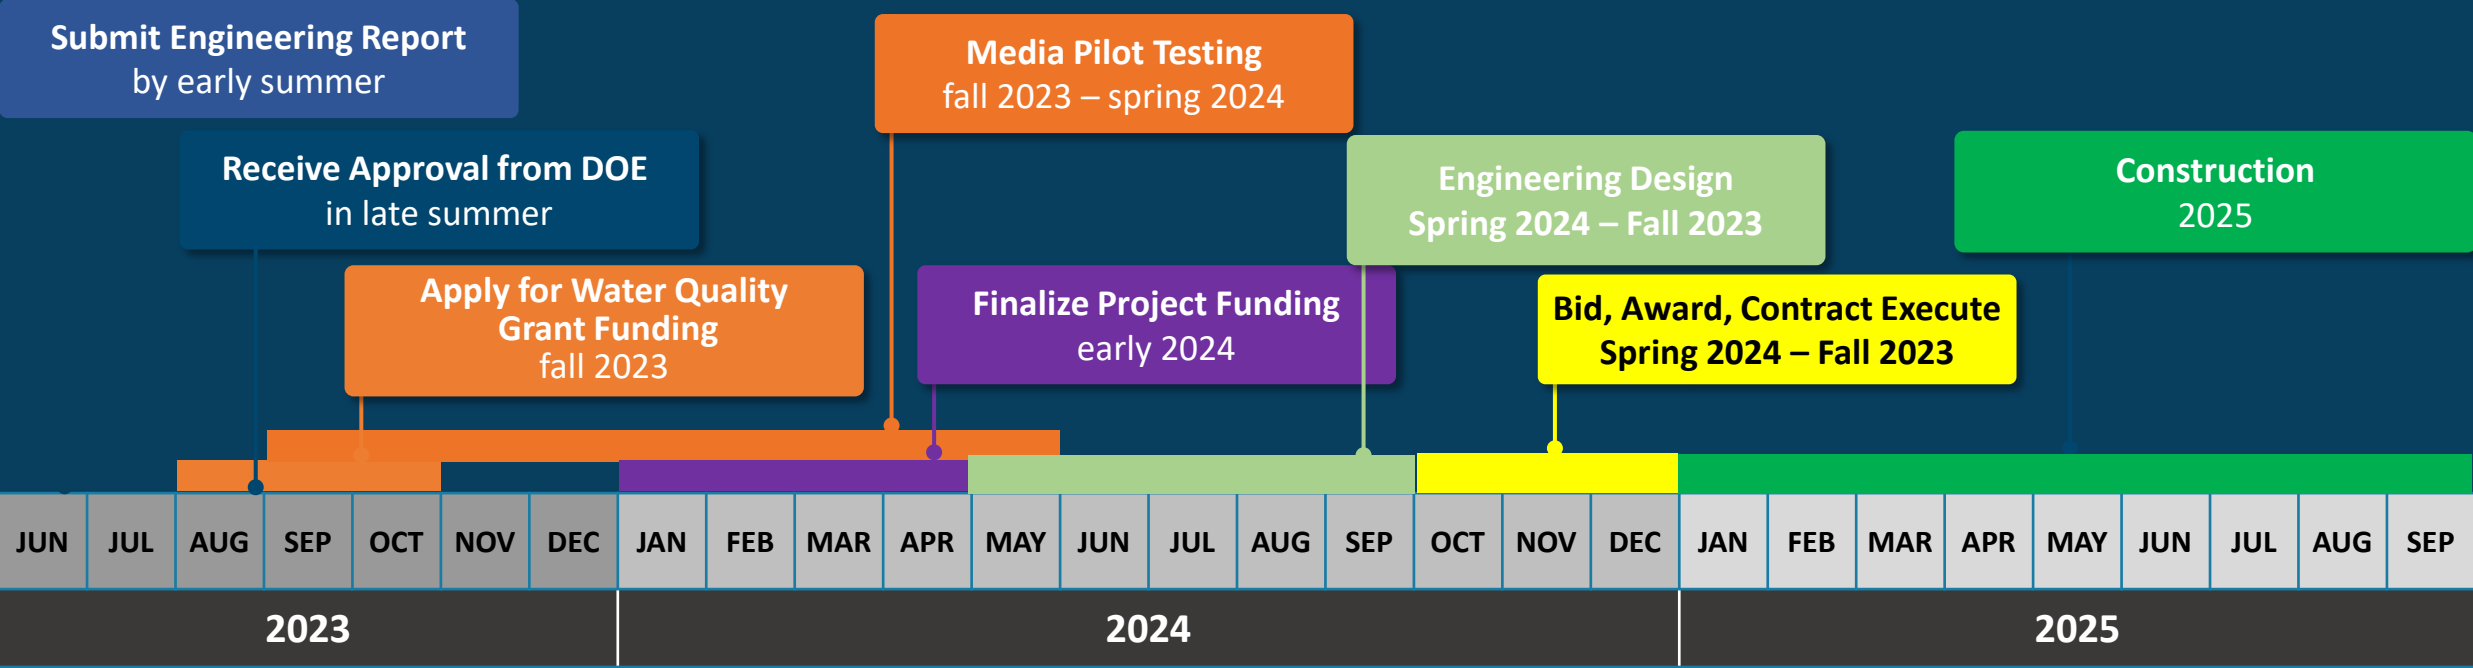 Submit Engineering Report
by early summer
Receive Approval from DOE
in late summer
Apply for Water Quality
Grant Funding
fall 2023
Media Pilot Testing
fall 2023 – spring 2024
Finalize Project Funding
early 2024
Engineering Design
Spring 2024 – Fall 2023
Bid, Award, Contract Execute
Spring 2024 – Fall 2023
Construction
2025
JUN JUL AUG SEP OCT NOV DEC JAN FEB MAR APR MAY JUN JUL AUG SEP OCT NOV DEC JAN FEB MAR APR MAY JUN JUL AUG SEP
2023 2024 2025